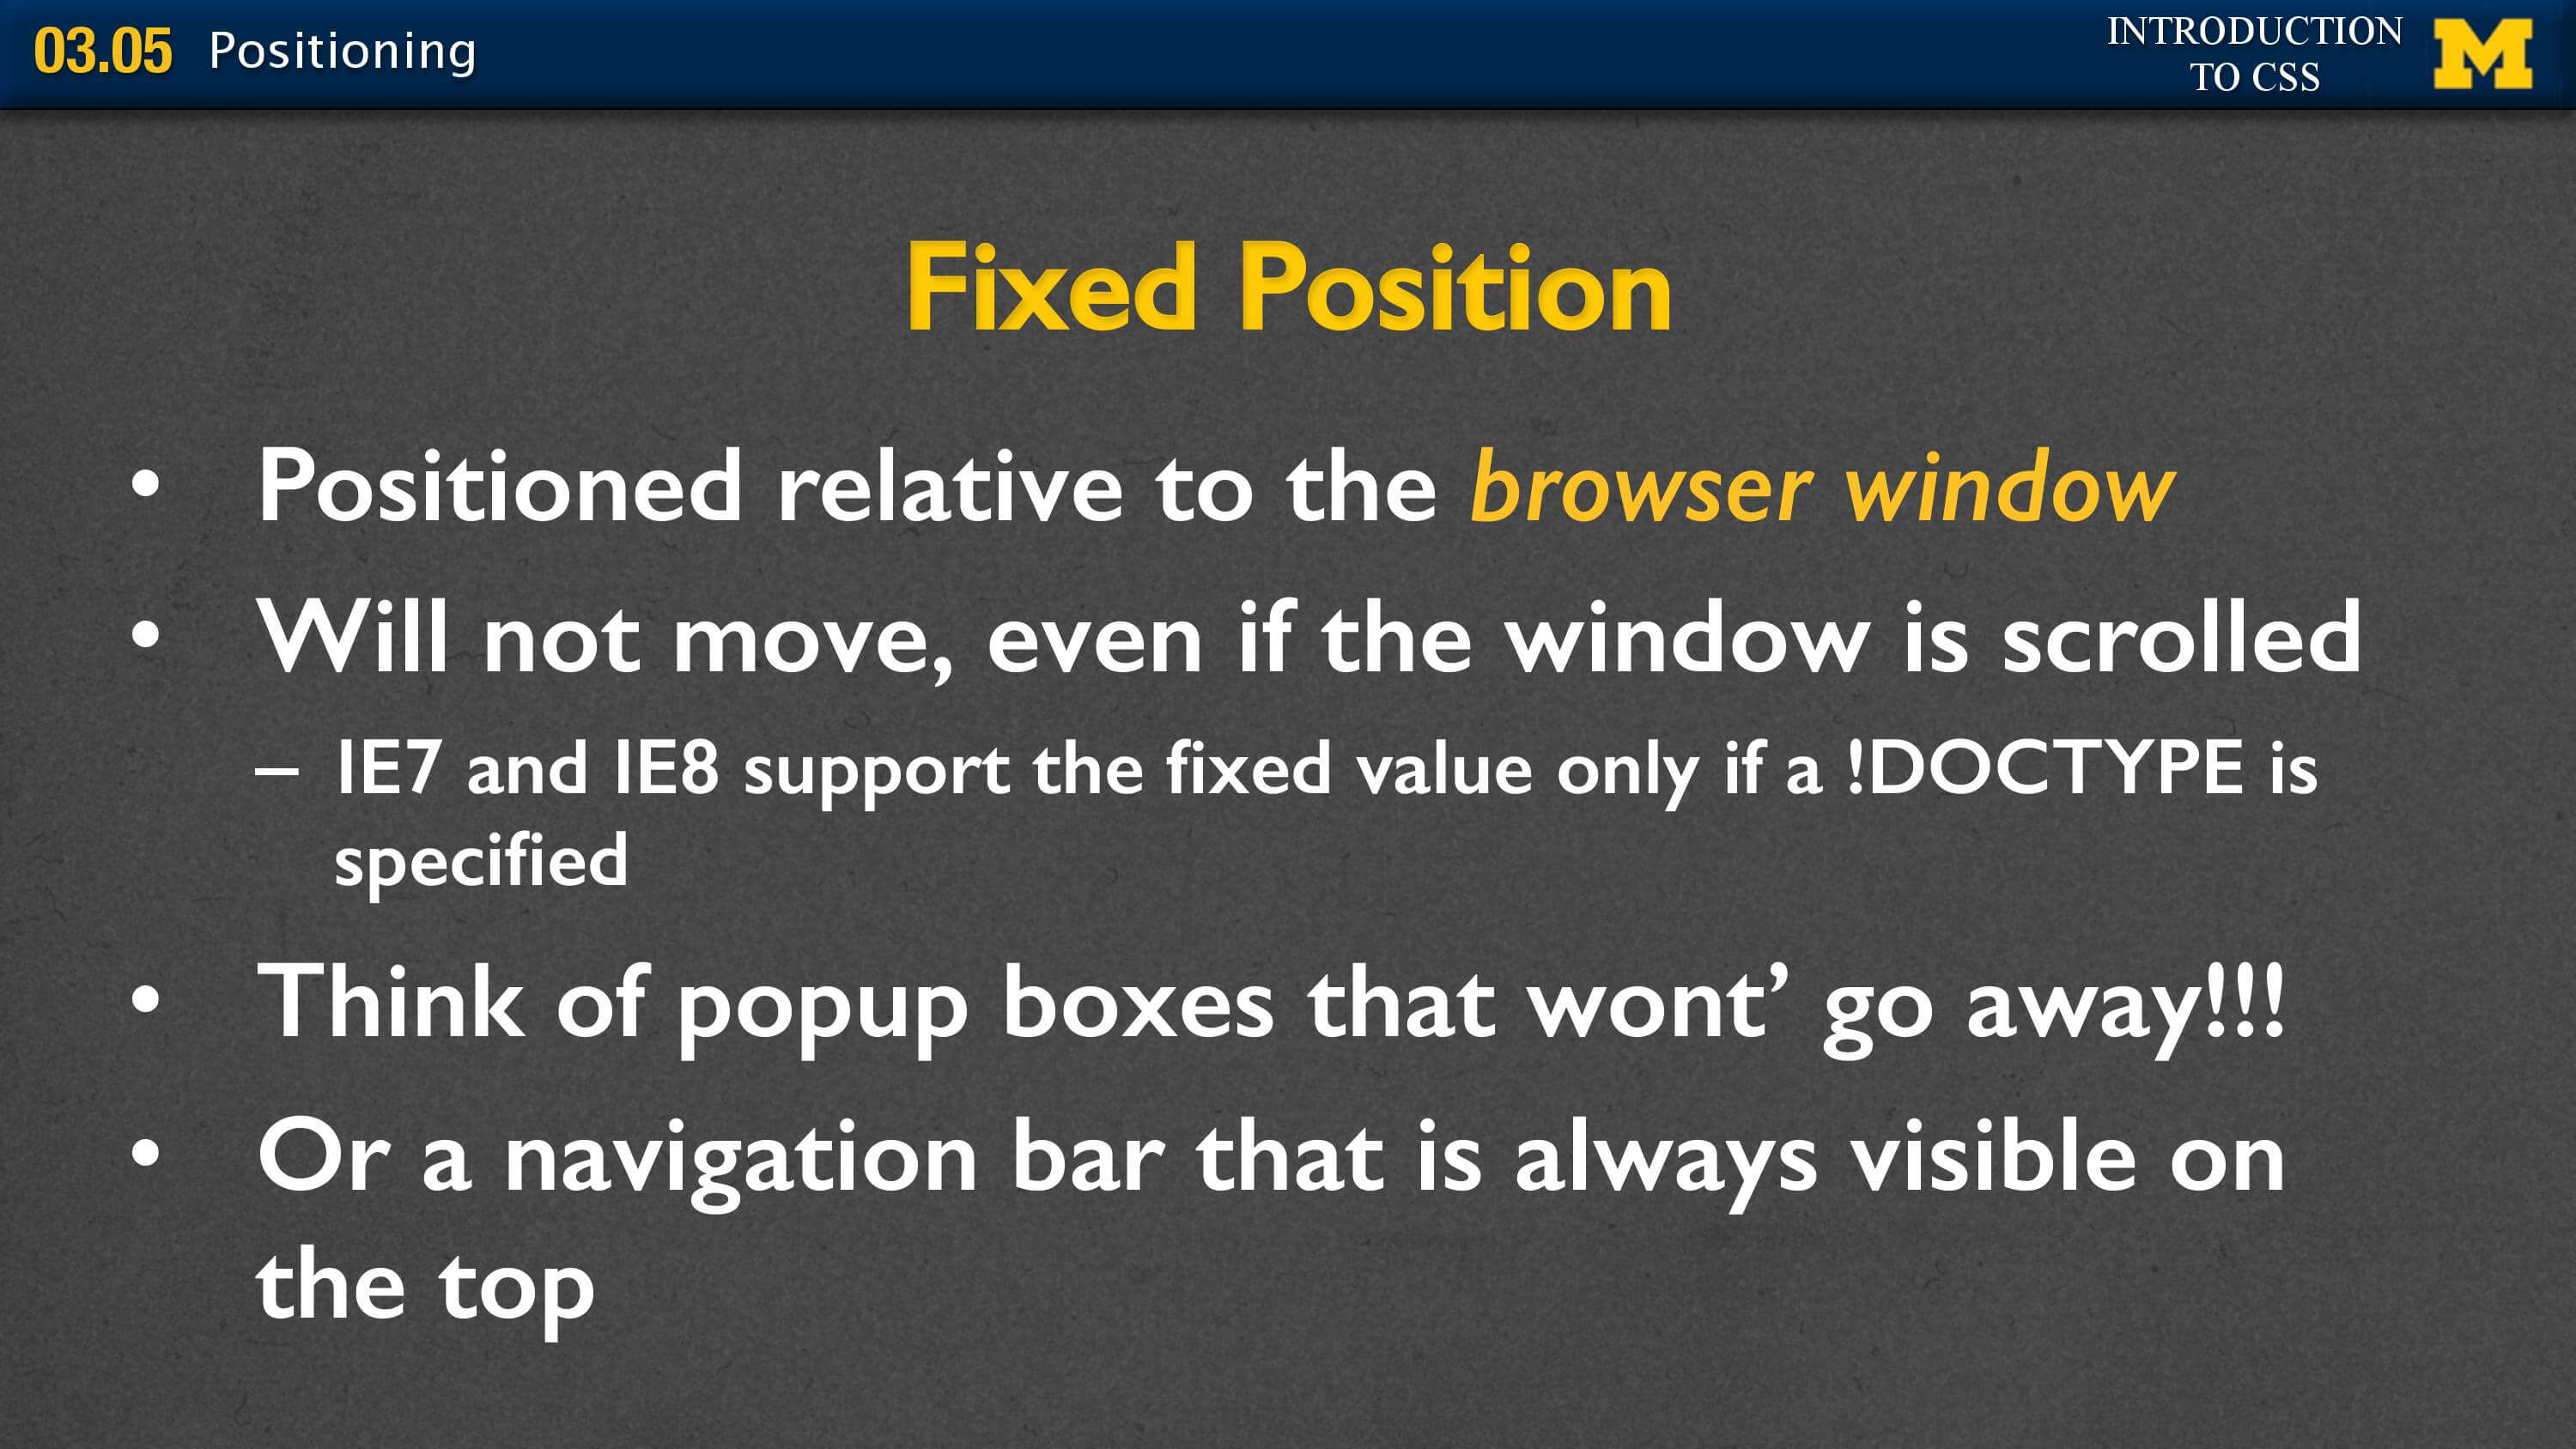 03.05 Positioning
INTRODUCTION
TO CSS
M
Fixed Position
• Positioned relative to the browser window
• Will not move, even if the window is scrolled
– IE7 and IE8 support the fixed value only if a !DOCTYPE is
specified
• Think of popup boxes that wont’ go away!!!
• Or a navigation bar that is always visible on
the top